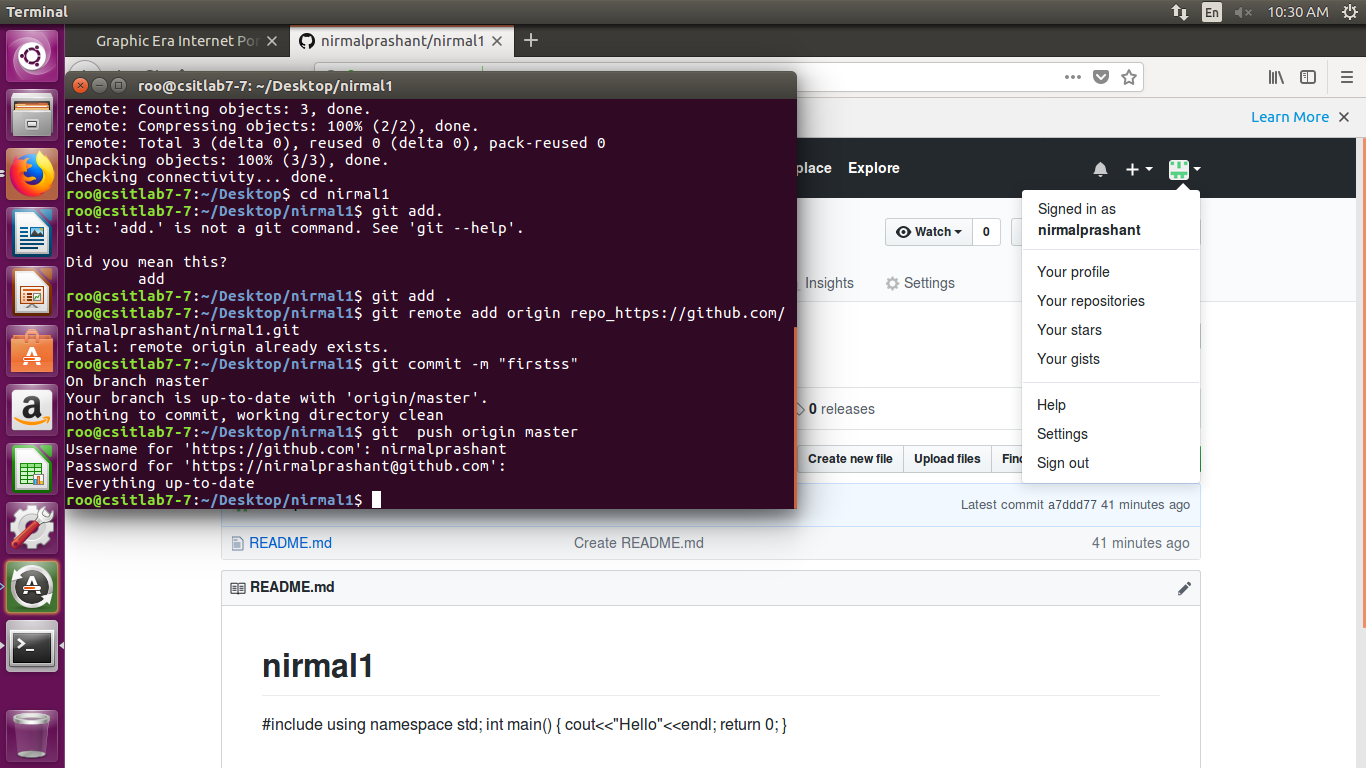 Terminal
En
10:30 AM
Graphic Era Internet Por
nirmalprashant/nirmal1
roo@csitlab7-7: ~/Desktop/nirmal1
remote: Counting objects: 3, done.
remote: Compressing objects: 100% (2/2), done.
remote: Total 3 (delta 0), reused 0 (delta 0), pack-reused 0
Unpacking objects: 100% (3/3), done.
Checking connectivity... done.
roo@csitlab7-7:~/Desktop$ cd nirmal1
roo@csitlab7-7:~/Desktop/nirmal1$ git add.
git: 'add.' is not a git command. See 'git --help'.
Did you mean this?
add
roo@csitlab7-7:~/Desktop/nirmal1$ git add .
roo@csitlab7-7:~/Desktop/nirmal1$ git remote add origin repo_https://github.com/
nirmalprashant/nirmal1.git
fatal: remote origin already exists.
roo@csitlab7-7:~/Desktop/nirmal1$ git commit -m "firstss"
On branch master
Your branch is up-to-date with 'origin/master'.
nothing to commit, working directory clean
roo@csitlab7-7:~/Desktop/nirmal1$ git  push origin master
Username for 'https://github.com': nirmalprashant
Password for 'https://nirmalprashant@github.com':
Everything up-to-date
roo@csitlab7-7:~/Desktop/nirmal1$
Learn More
place
Explore
Signed in as
nirmalprashant
Watch
0
Your profile
Insights
Settings
Your repositories
Your stars
Your gists
Help
Settings
Sign out
0 releases
Create new file
Upload files
Find
Latest commit a7ddd77 41 minutes ago
README.md
Create README.md
41 minutes ago
README.md
nirmal1
#include using namespace std; int main() { cout<<"Hello"<<endl; return 0; }